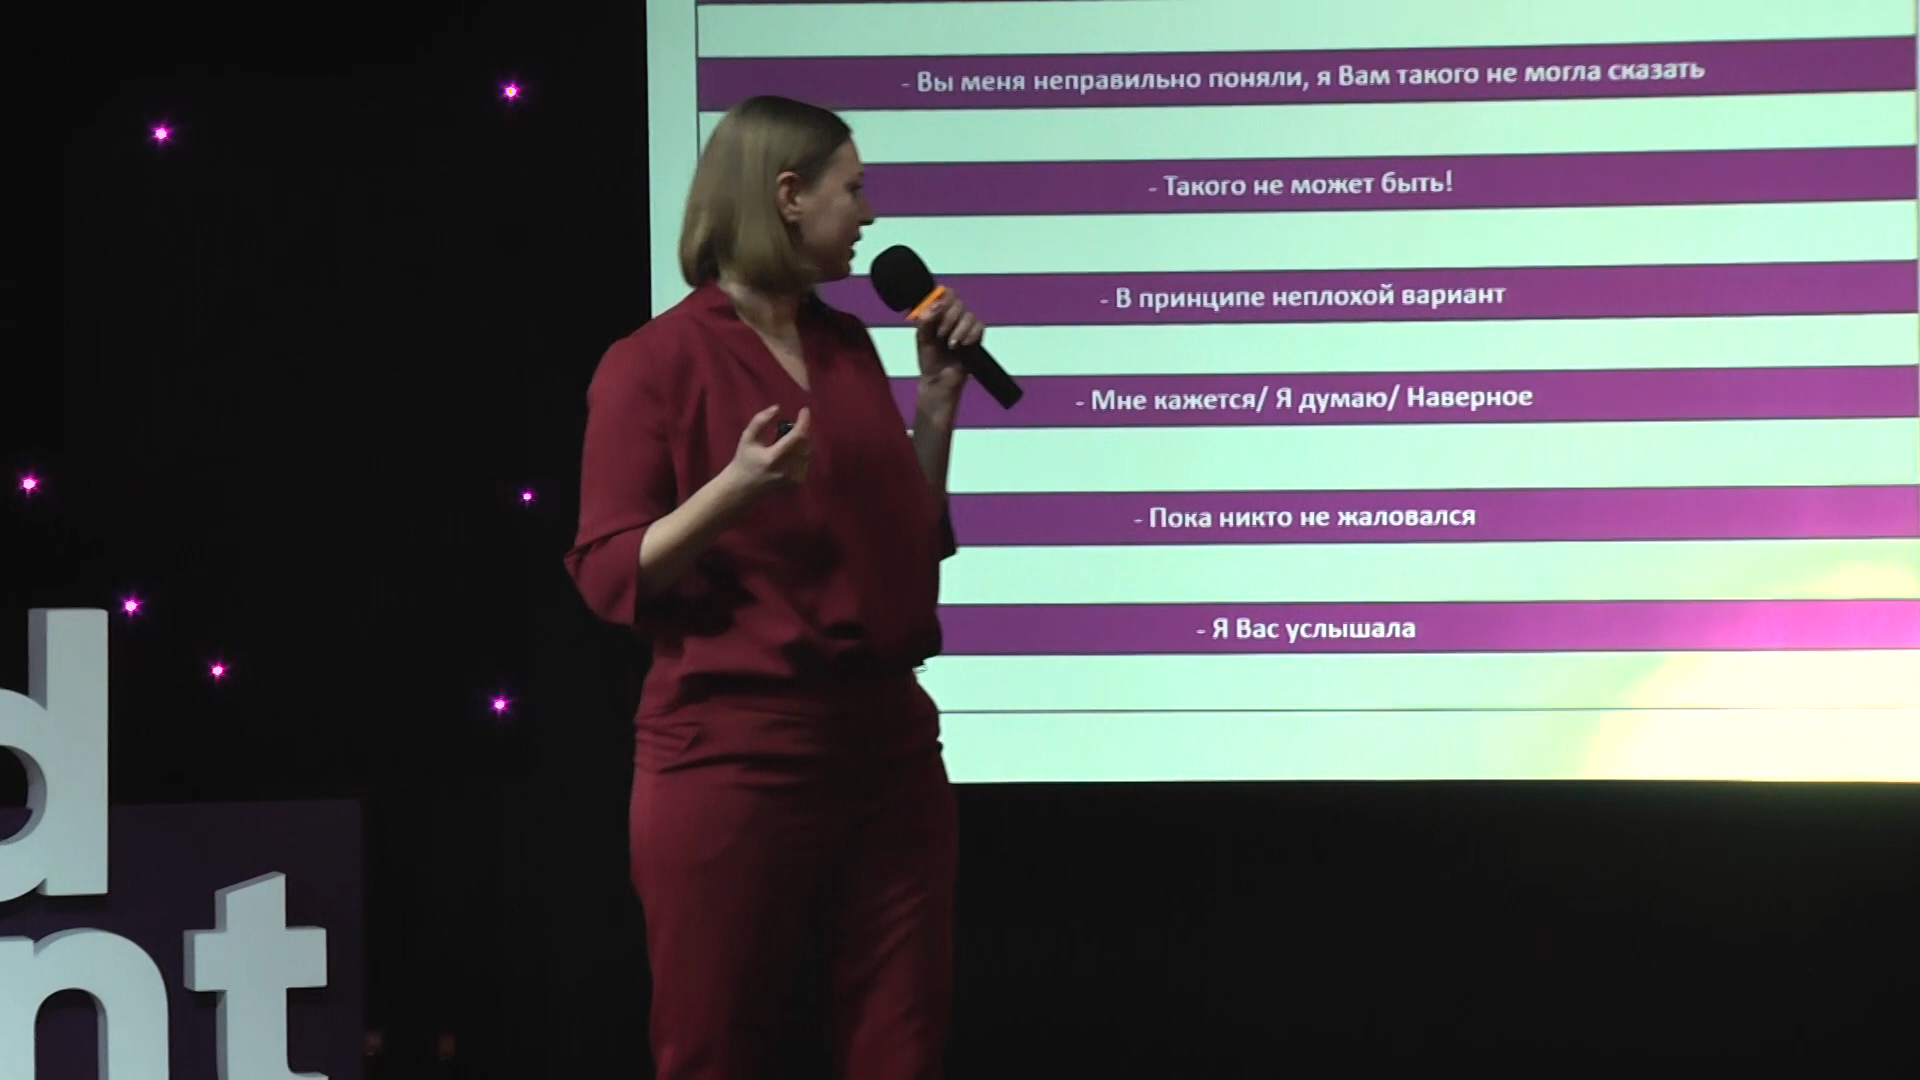 - Вы меня неправильно поняли, я Вам такого не могла сказать
- Такого не может быть!
- В принципе неплохой вариант
- Мне кажется/ Я думаю/ Наверное
- Пока никто не жаловался
- Я Вас услышала
d
nt